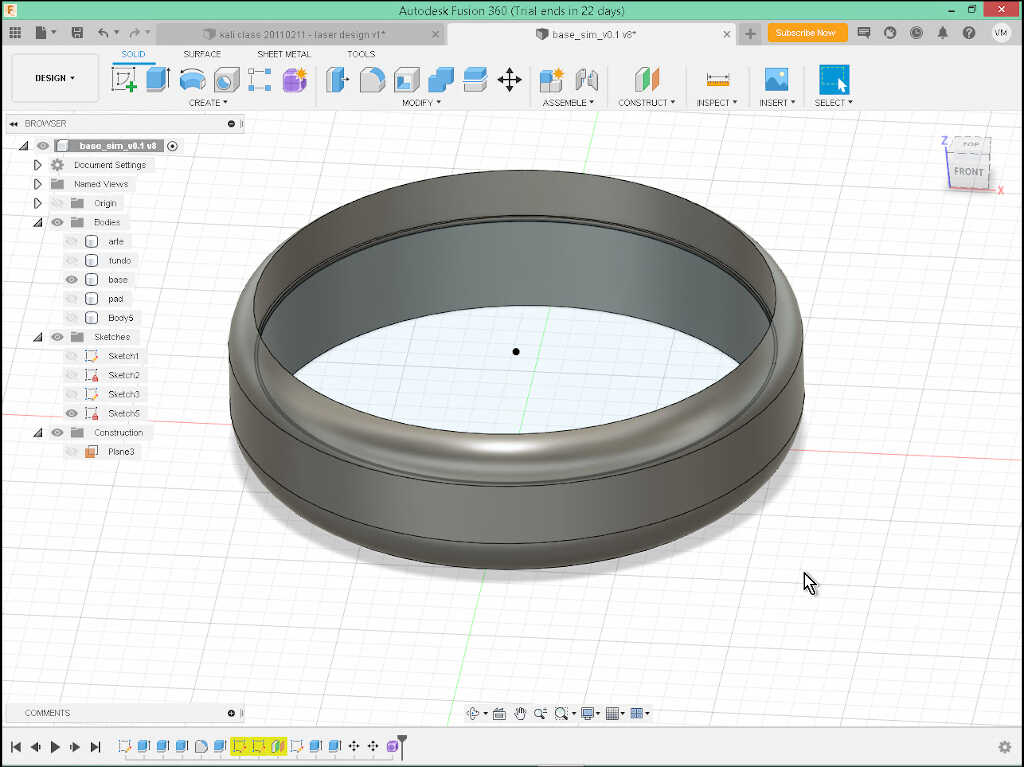 F Autodesk Fusion 360 (Trial ends in 22 days)
kali class 20110211 - laser design v1*
base_sim_v0.1 v8*
Subscribe Now
VM
SOLID SURFACE SHEET METAL TOOLS
DESIGN
CREATE MODIFY ASSEMBLE CONSTRUCT INSPECT INSERT SELECT
BROWSER
base_sim_v0.1 v8
Document Settings
Named Views
Origin
Bodies
arte
fundo
base
pad
Body5
Sketches
Sketch1
Sketch2
Sketch3
Sketch5
Construction
Plane3
Z
TOP
FRONT
X
COMMENTS